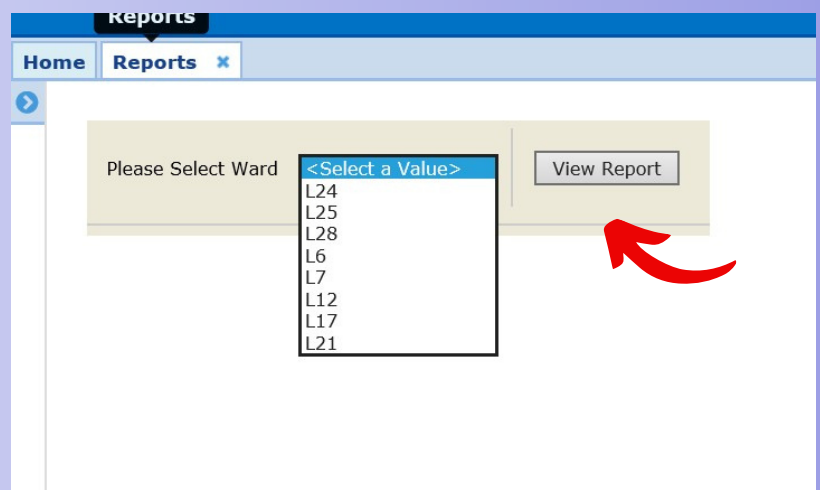 Reports
Home Reports ×
Please Select Ward <Select a Value> View Report
L24
L25
L28
L6
L7
L12
L17
L21